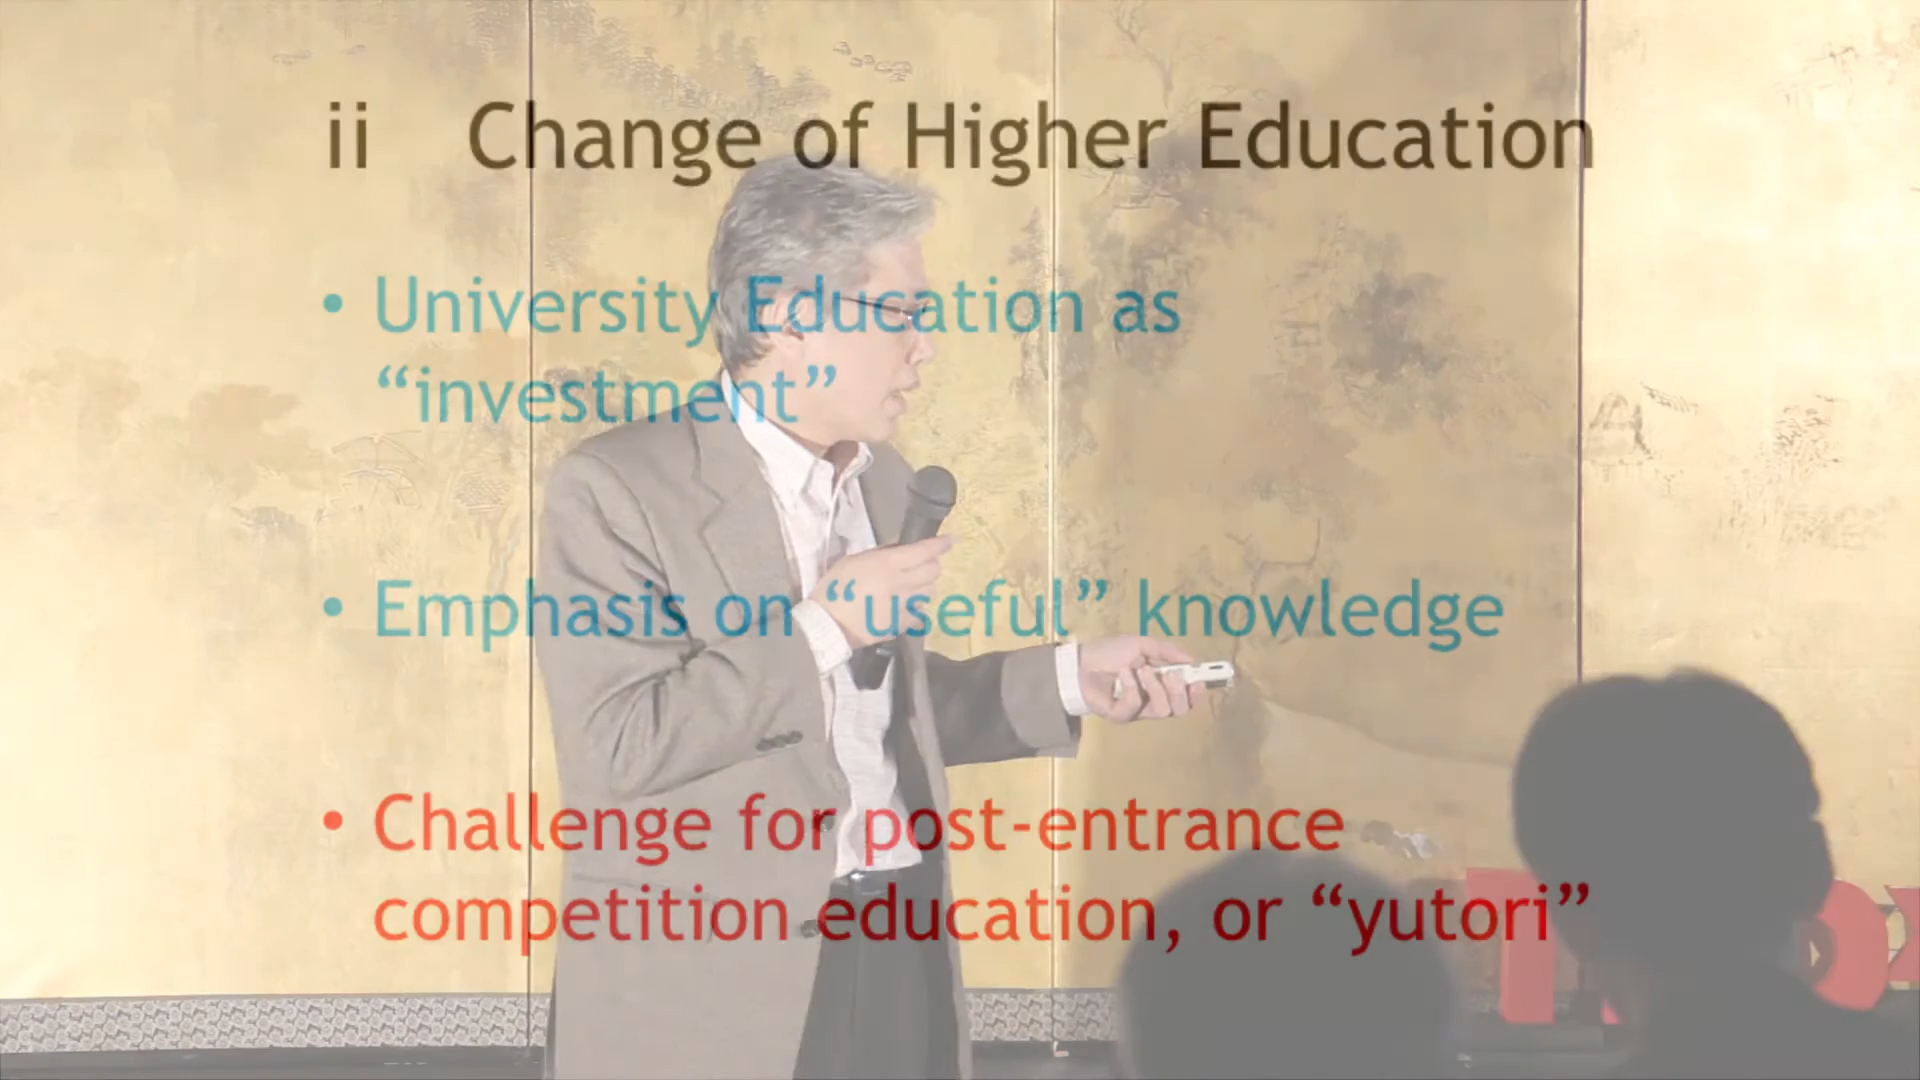 ii Change of Higher Education
• University Education as
“investment”
• Emphasis on “useful” knowledge
• Challenge for post-entrance
competition education, or “yutori”